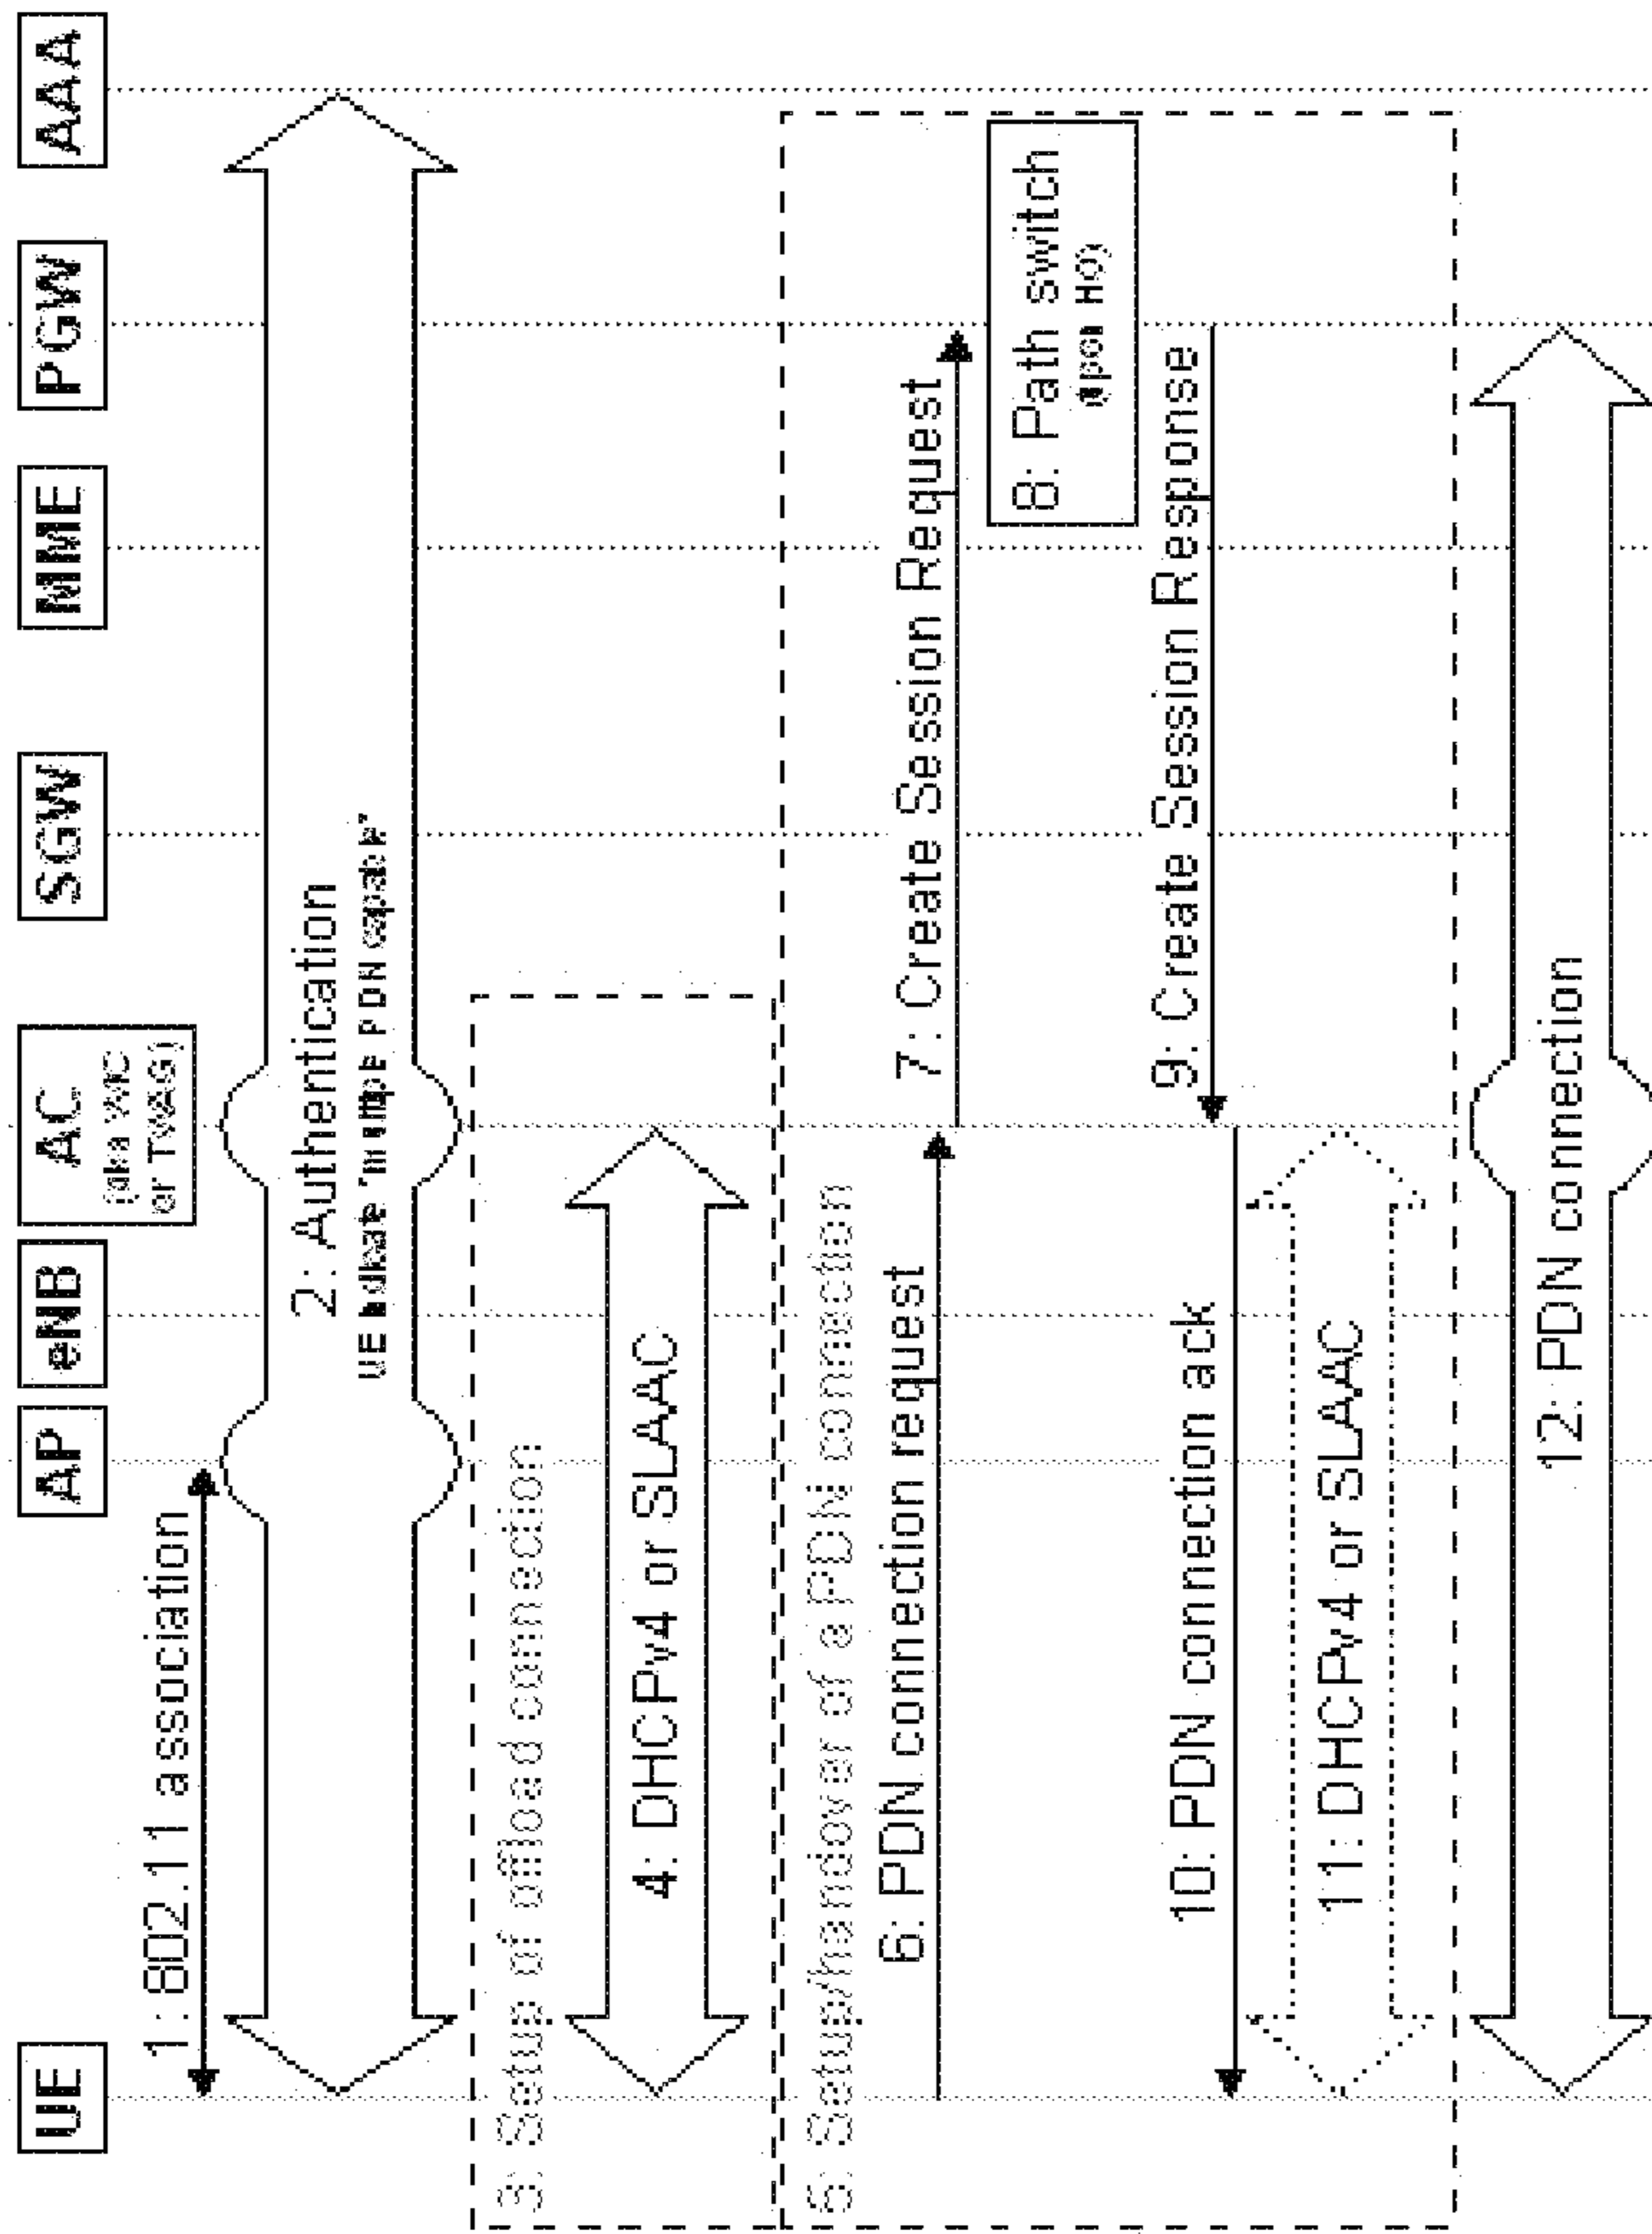 UE
AP
eNB
AC
(aka WIC
or TWAG)
SGW
MME
PGW
AAA
1: 802.11 association
2: Authentication
UE "multiple PDN capable"
3: Setup of offload connection
4: DHCPv4 or SLAAC
5: Setup/handover of a PDN connection
6: PDN connection request
7: Create Session Request
8: Path switch
(upon HO)
9: Create Session Response
10: PDN connection ack
11: DHCPv4 or SLAAC
12: PDN connection